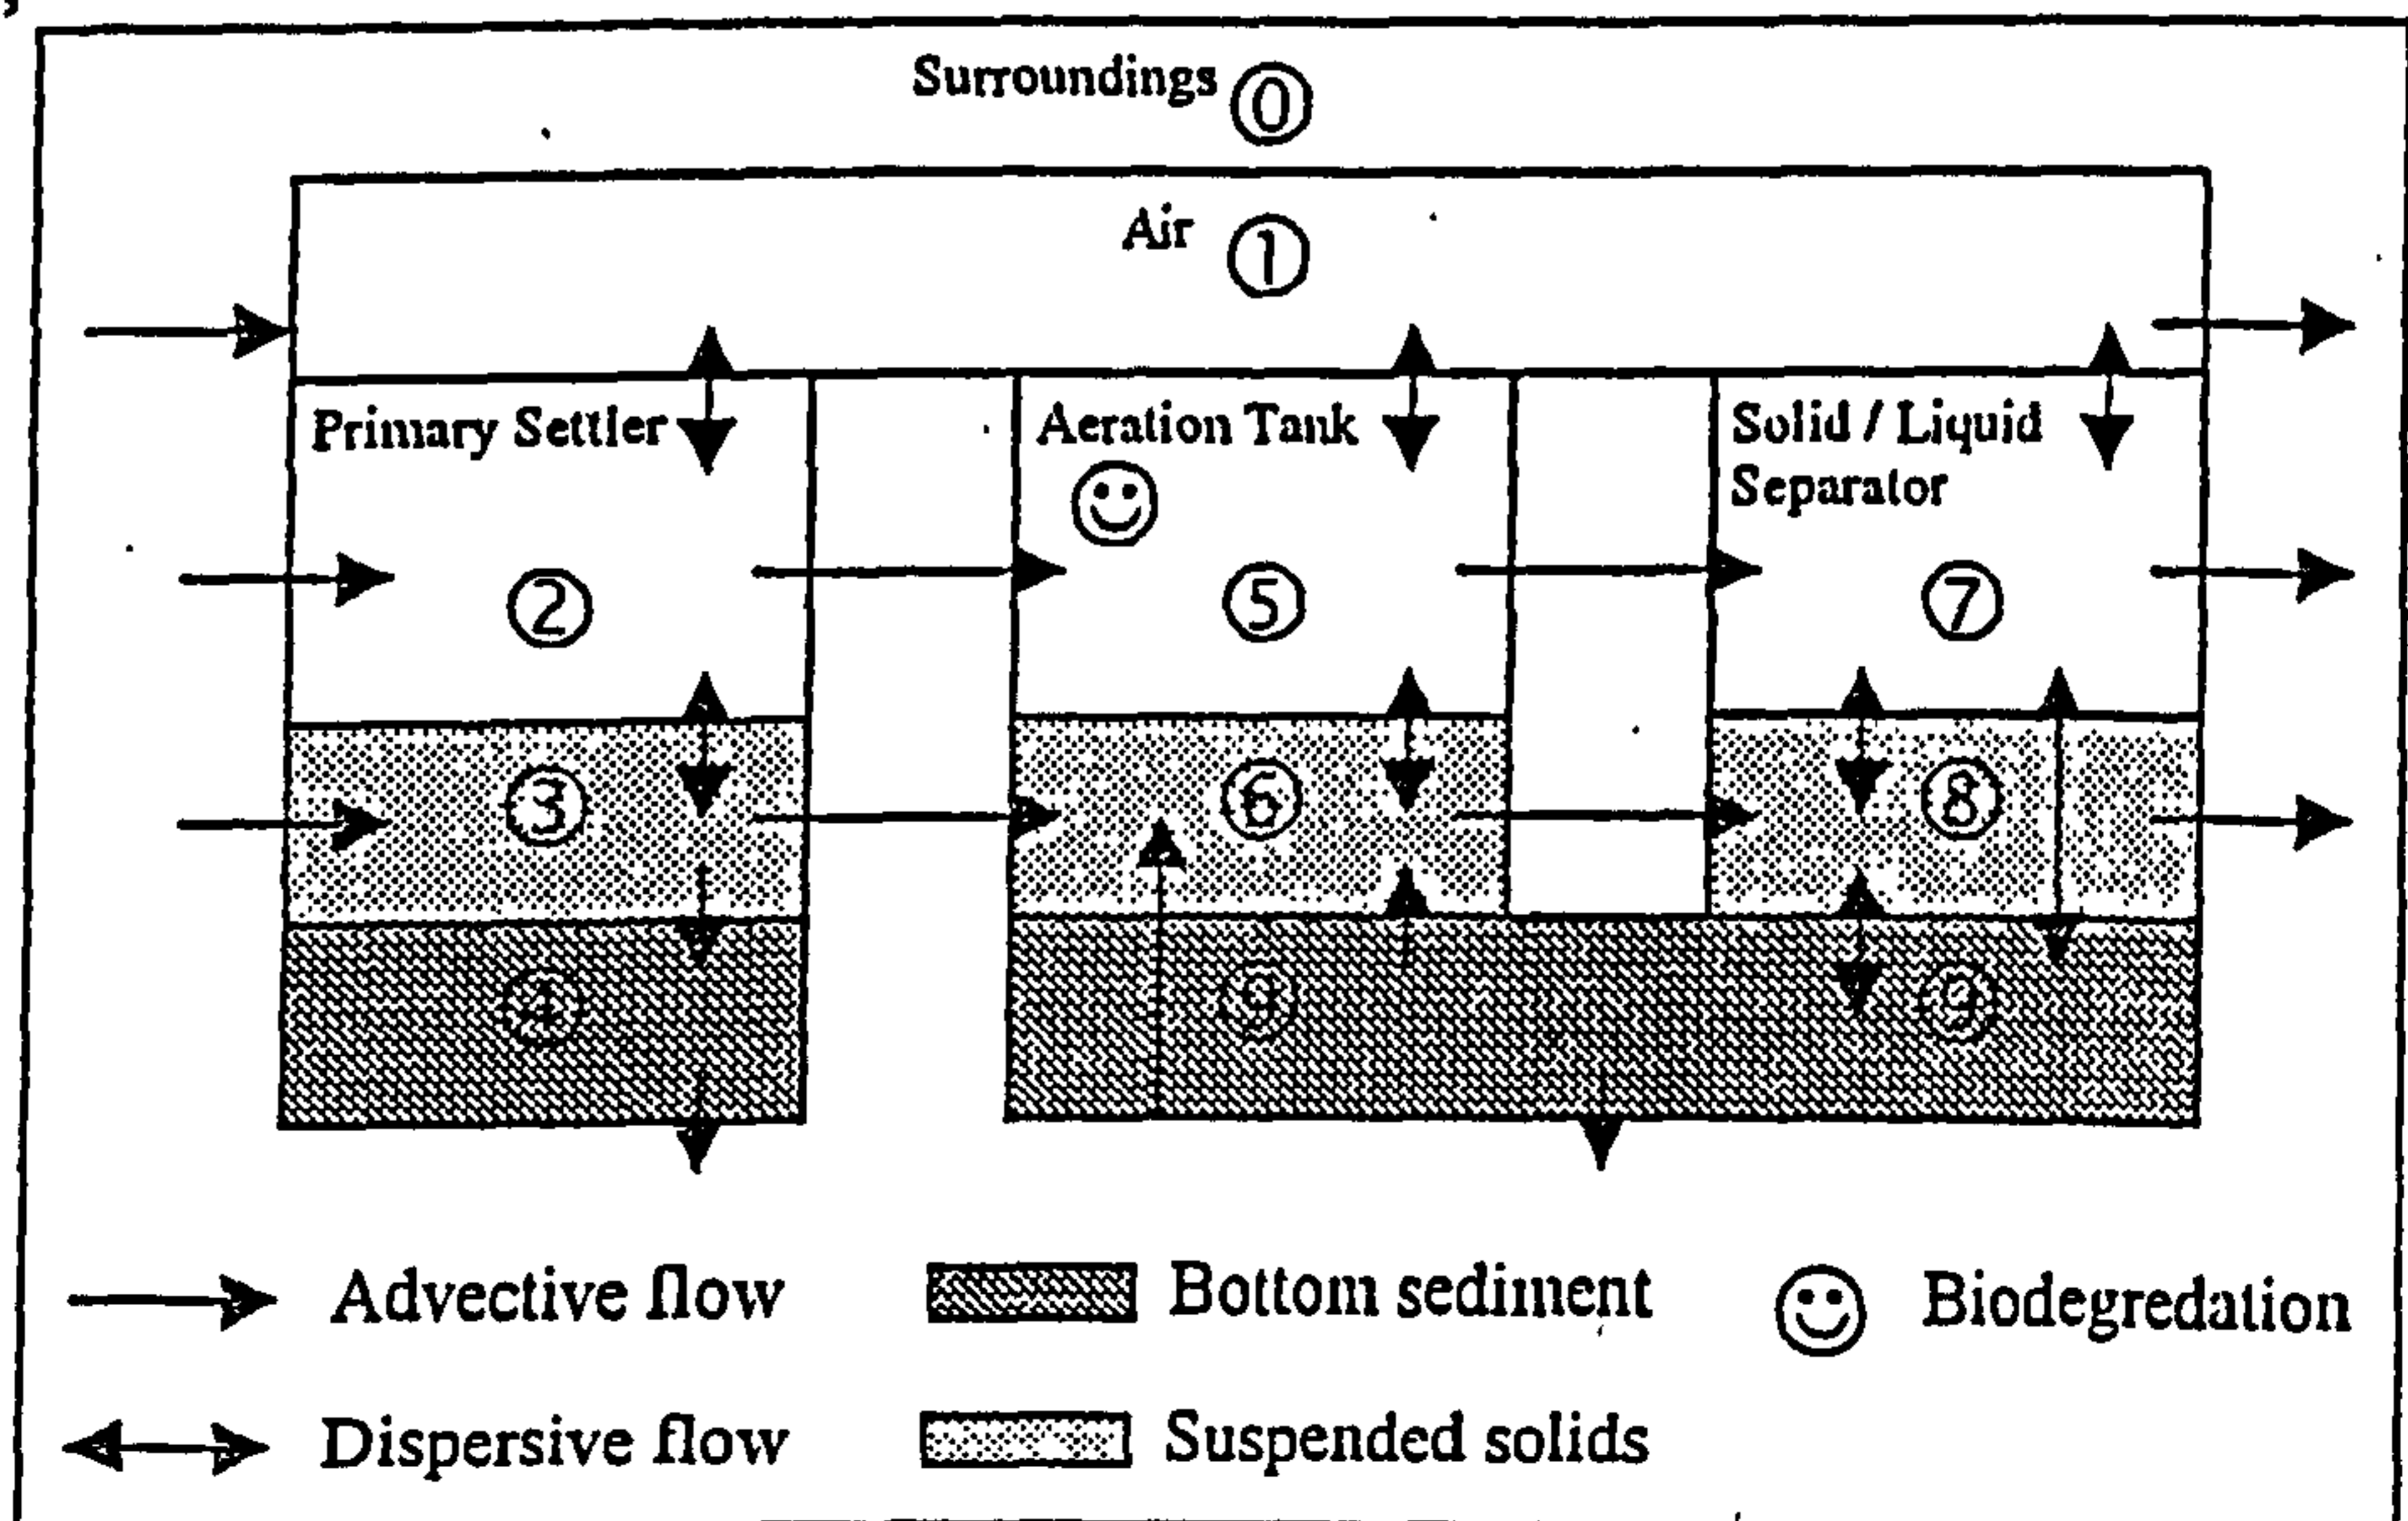 Surroundings ⓪
Air ①
Primary Settler
Aeration Tank
Solid / Liquid
Separator
②
⑤
⑦
③
⑥
⑧
④
⑨
⑨
Advective flow
Bottom sediment
Biodegredation
Dispersive flow
Suspended solids